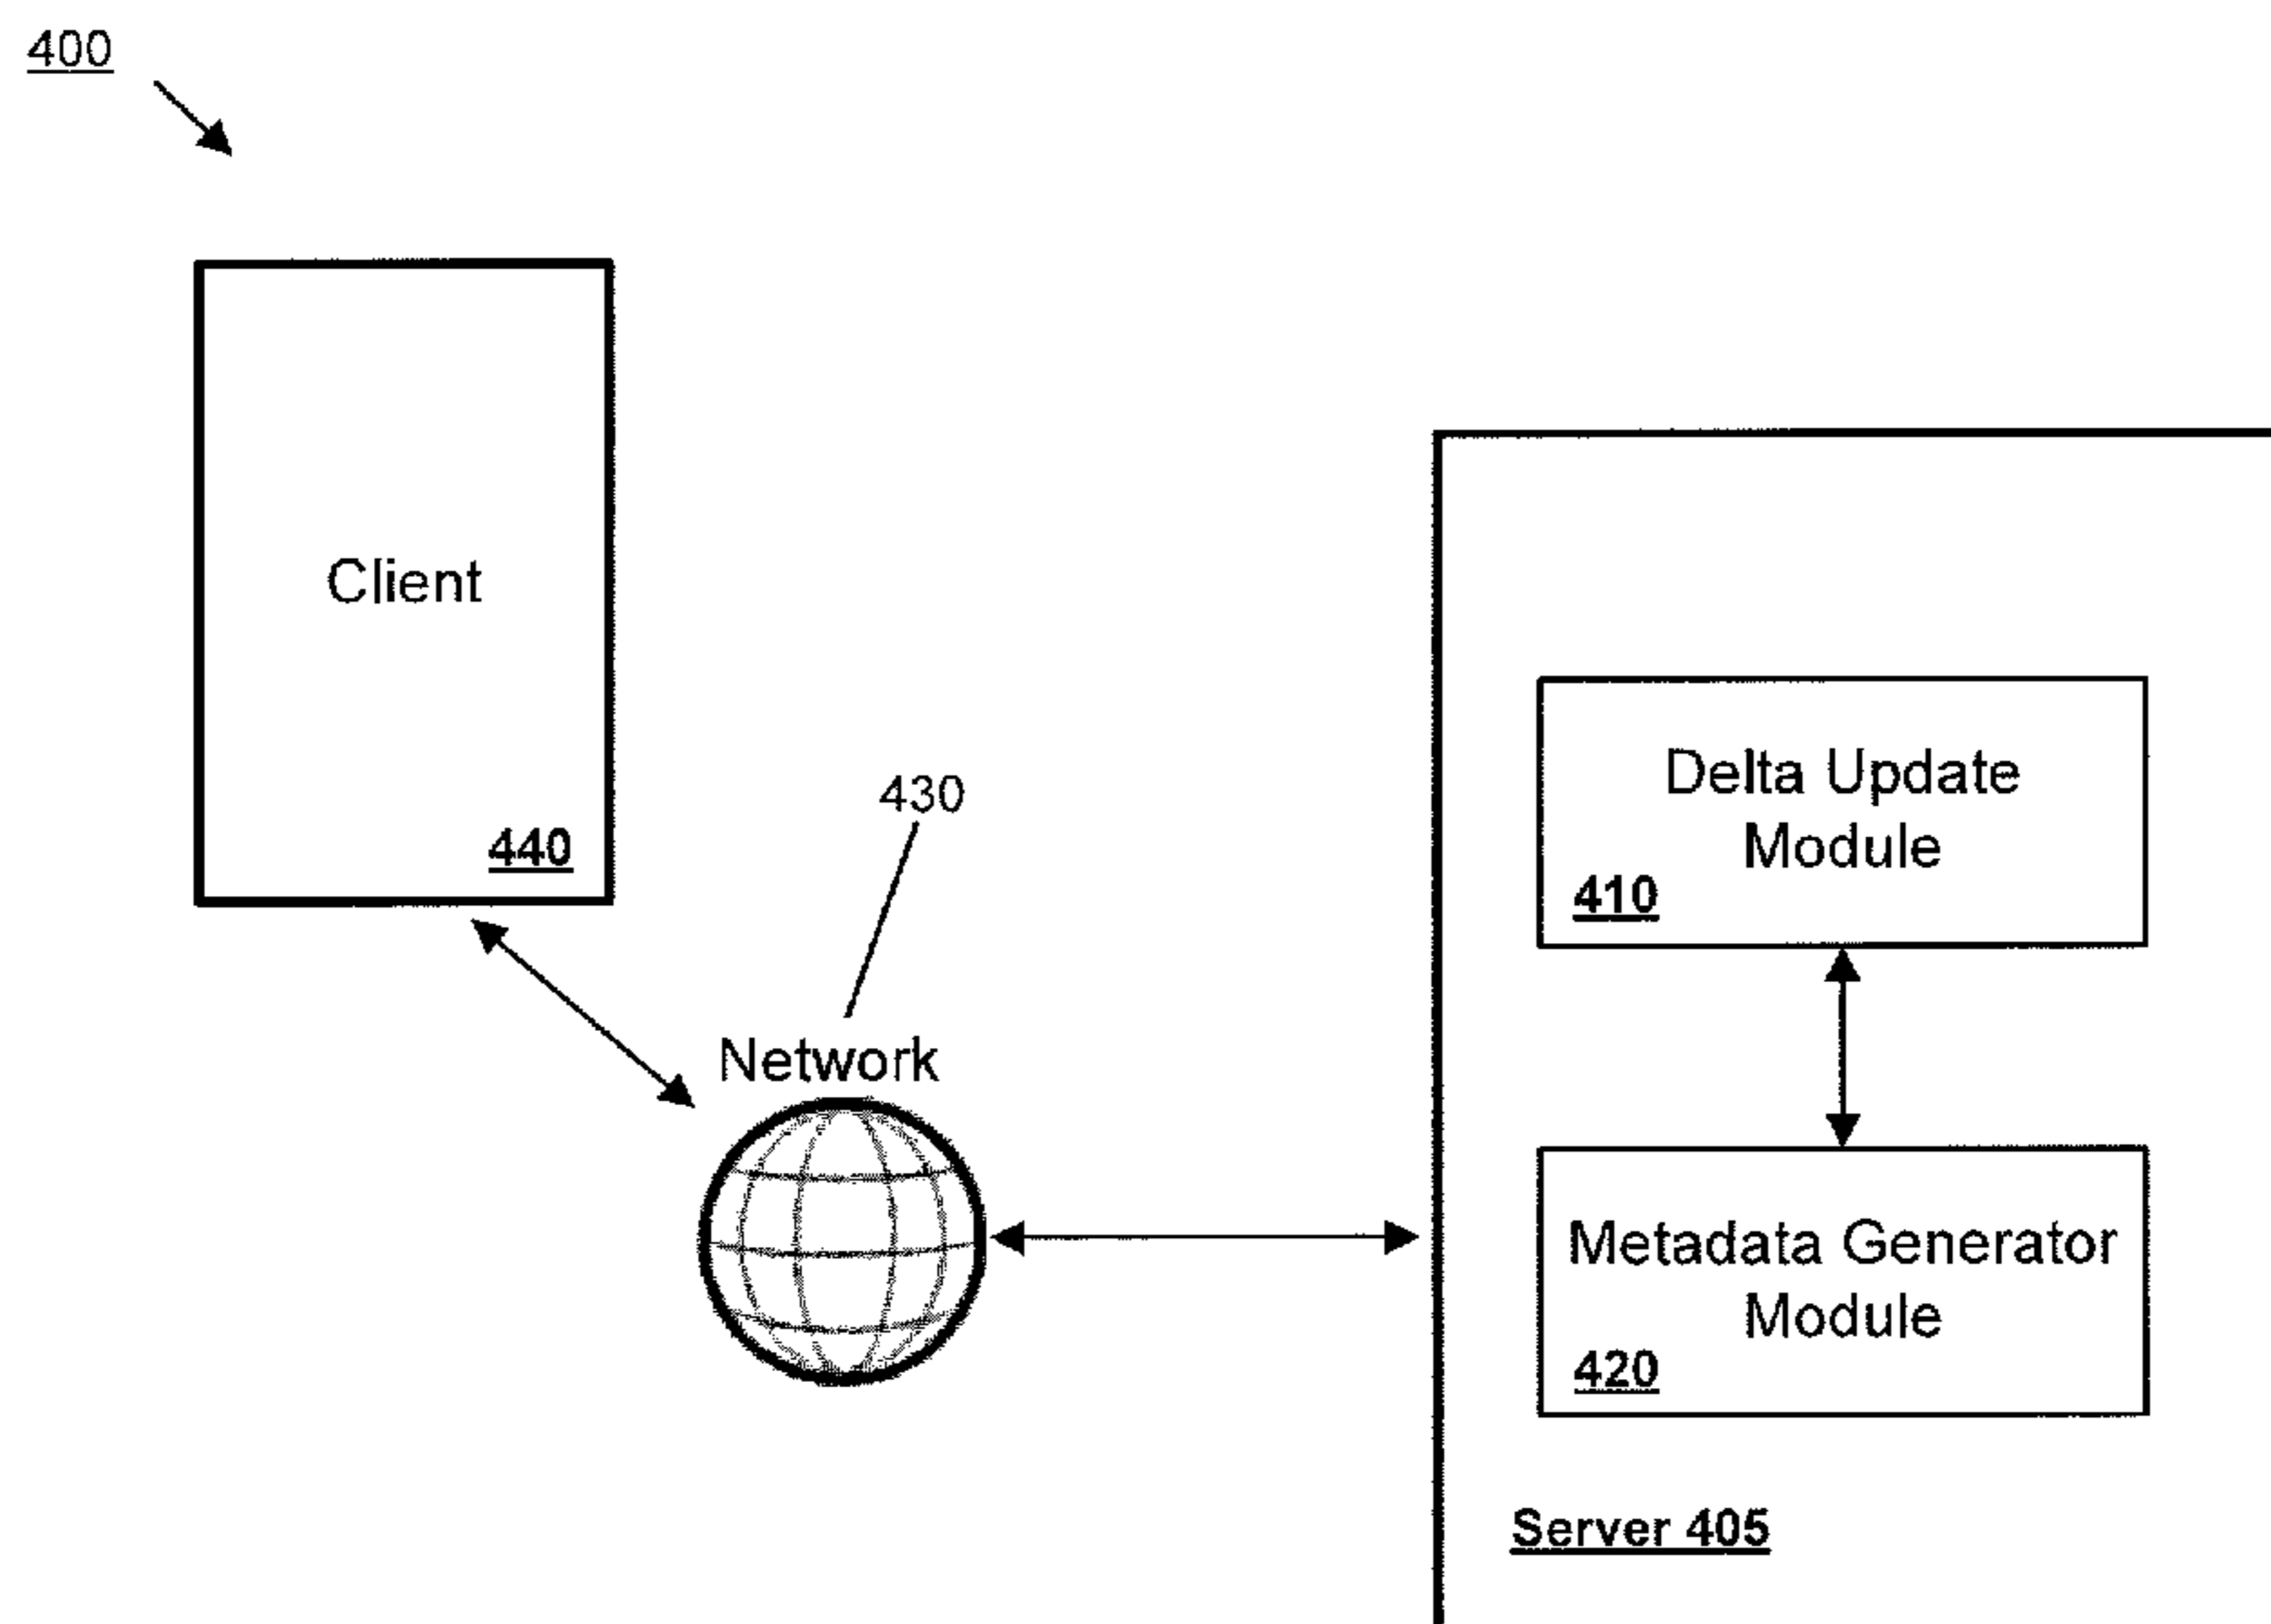 400
Client
440
430
Network
Delta Update
Module
410
Metadata Generator
Module
420
Server 405